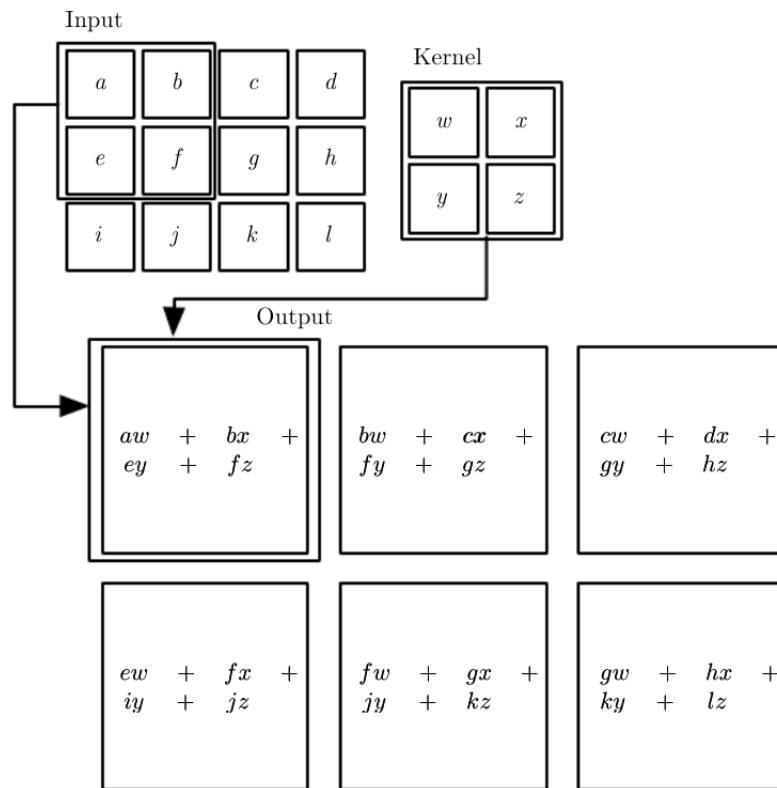 Input
a b c d
Kernel
w x
e f g h
y z
i j k l
Output
aw + bx +
ey + fz
bw + cx +
fy + gz
cw + dx +
gy + hz
ew + fx +
iy + jz
fw + gx +
jy + kz
gw + hx +
ky + lz